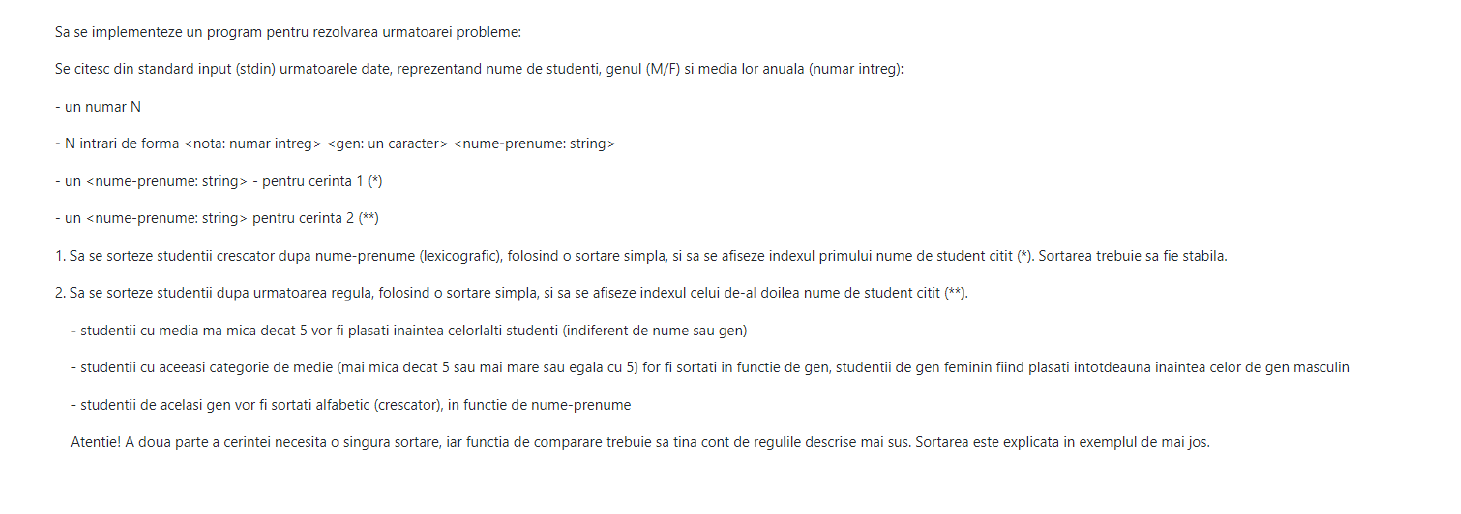 Sa se implementeze un program pentru rezolvarea urmatoarei probleme:
Se citesc din standard input (stdin) urmatoarele date, reprezentand nume de studenti, genul (M/F) si media lor anuala (numar intreg):
- un numar N
- N intrari de forma <nota: numar intreg> <gen: un caracter> <nume-prenume: string>
- un <nume-prenume: string> - pentru cerinta 1 (*)
- un <nume-prenume: string> pentru cerinta 2 (**)
1. Sa se sorteze studentii crescator dupa nume-prenume (lexicografic), folosind o sortare simpla, si sa se afiseze indexul primului nume de student citit (*). Sortarea trebuie sa fie stabila.
2. Sa se sorteze studentii dupa urmatoarea regula, folosind o sortare simpla, si sa se afiseze indexul celui de-al doilea nume de student citit (**).
- studentii cu media ma mica decat 5 vor fi plasati inaintea celorlalti studenti (indiferent de nume sau gen)
- studentii cu aceeasi categorie de medie (mai mica decat 5 sau mai mare sau egala cu 5) for fi sortati in functie de gen, studentii de gen feminin fiind plasati intotdeauna inaintea celor de gen masculin
- studentii de acelasi gen vor fi sortati alfabetic (crescator), in functie de nume-prenume
Atentie! A doua parte a cerintei necesita o singura sortare, iar functia de comparare trebuie sa tina cont de regulile descrise mai sus. Sortarea este explicata in exemplul de mai jos.